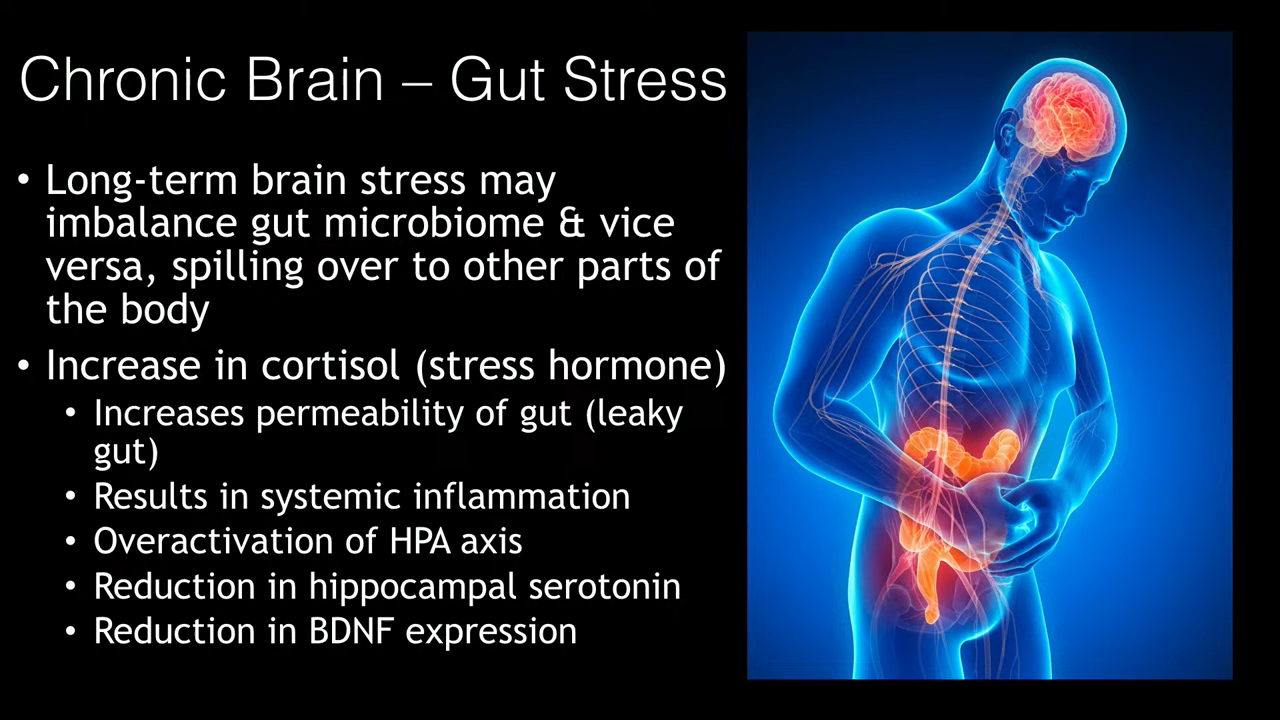 Chronic Brain – Gut Stress
• Long-term brain stress may
imbalance gut microbiome & vice
versa, spilling over to other parts of
the body
• Increase in cortisol (stress hormone)
• Increases permeability of gut (leaky
gut)
• Results in systemic inflammation
• Overactivation of HPA axis
• Reduction in hippocampal serotonin
• Reduction in BDNF expression